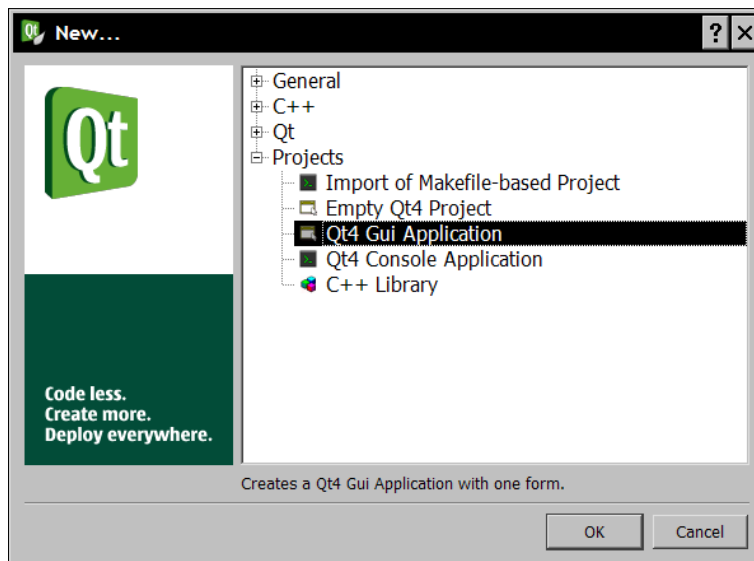 Qt New...
? X
General
C++
Qt
Projects
Import of Makefile-based Project
Empty Qt4 Project
Qt4 Gui Application
Qt4 Console Application
C++ Library
Qt
Code less.
Create more.
Deploy everywhere.
Creates a Qt4 Gui Application with one form.
OK Cancel